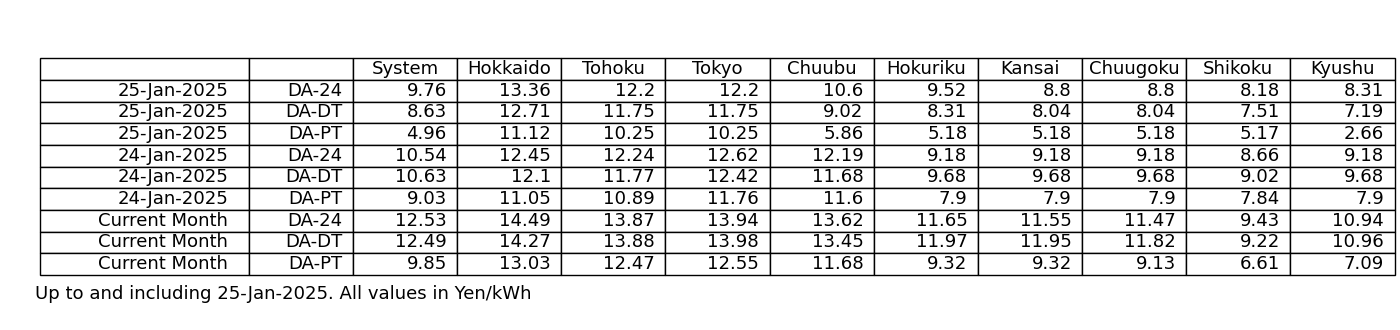 System Hokkaido Tohoku Tokyo Chuubu Hokuriku Kansai Chuugoku Shikoku Kyushu
25-Jan-2025 DA-24 9.76 13.36 12.2 12.2 10.6 9.52 8.8 8.8 8.18 8.31
25-Jan-2025 DA-DT 8.63 12.71 11.75 11.75 9.02 8.31 8.04 8.04 7.51 7.19
25-Jan-2025 DA-PT 4.96 11.12 10.25 10.25 5.86 5.18 5.18 5.18 5.17 2.66
24-Jan-2025 DA-24 10.54 12.45 12.24 12.62 12.19 9.18 9.18 9.18 8.66 9.18
24-Jan-2025 DA-DT 10.63 12.1 11.77 12.42 11.68 9.68 9.68 9.68 9.02 9.68
24-Jan-2025 DA-PT 9.03 11.05 10.89 11.76 11.6 7.9 7.9 7.9 7.84 7.9
Current Month DA-24 12.53 14.49 13.87 13.94 13.62 11.65 11.55 11.47 9.43 10.94
Current Month DA-DT 12.49 14.27 13.88 13.98 13.45 11.97 11.95 11.82 9.22 10.96
Current Month DA-PT 9.85 13.03 12.47 12.55 11.68 9.32 9.32 9.13 6.61 7.09
Up to and including 25-Jan-2025. All values in Yen/kWh